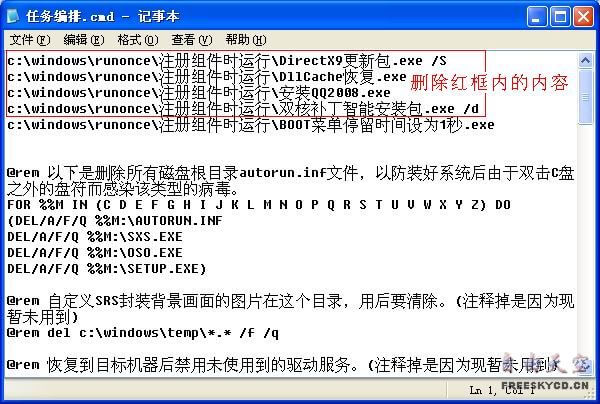 任务编排.cmd - 记事本
文件(F) 编辑(E) 格式(O) 查看(V) 帮助(H)
c:\windows\runonce\注册组件时运行\DirectX9更新包.exe /S
c:\windows\runonce\注册组件时运行\DllCache恢复.exe
删除红框内的内容
c:\windows\runonce\注册组件时运行\安装QQ2008.exe
c:\windows\runonce\注册组件时运行\双核补丁智能安装包.exe /d
c:\windows\runonce\注册组件时运行\BOOT菜单停留时间设为1秒.exe
@rem 以下是删除所有磁盘根目录autorun.inf文件，以防装好系统后由于双击C盘
之外的盘符而感染该类型的病毒。
FOR %%M IN (C D E F G H I J K L M N O P Q R S T U V W X Y Z) DO
(DEL/A/F/Q %%M:\AUTORUN.INF
DEL/A/F/Q %%M:\SXS.EXE
DEL/A/F/Q %%M:\OSO.EXE
DEL/A/F/Q %%M:\SETUP.EXE)
@rem 自定义SRS封装背景画面的图片在这个目录，用后要清除。(注释掉是因为现
暂未用到)
@rem del c:\windows\temp\*.* /f /q
@rem 恢复到目标机器后禁用未使用到的驱动服务。(注释掉是因为现暂未用到)
自由天空
FREESKYCD.CN
Ln 1, Col 1